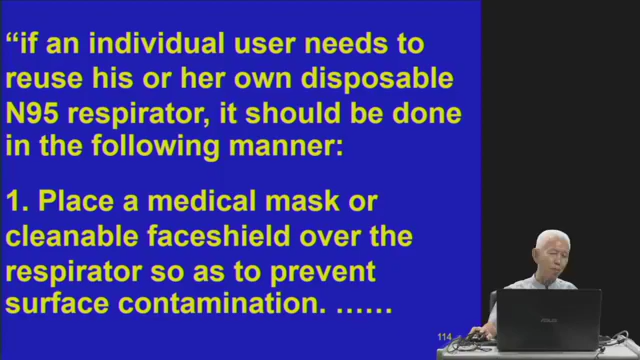 “if an individual user needs to
reuse his or her own disposable
N95 respirator, it should be done
in the following manner:
1. Place a medical mask or
cleanable faceshield over the
respirator so as to prevent
surface contamination. ......
114
ASUS